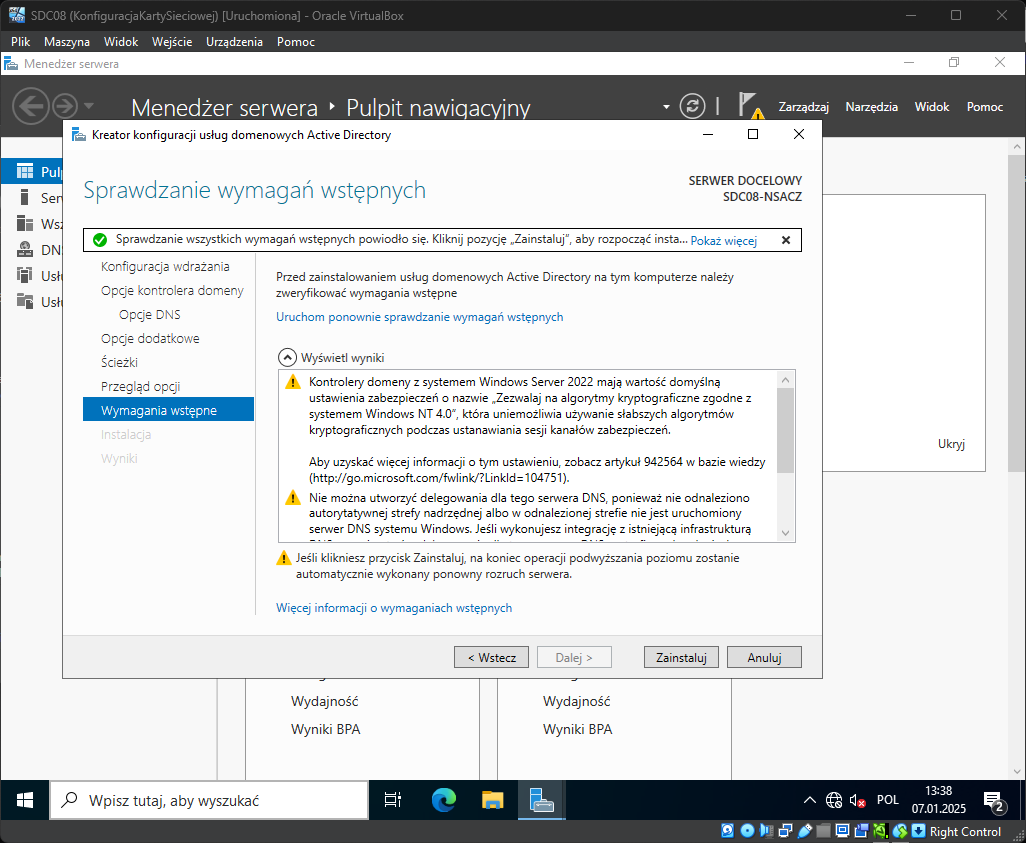 SDC08 (KonfiguracjaKartySieciowej) [Uruchomiona] - Oracle VirtualBox
Plik Maszyna Widok Wejście Urządzenia Pomoc
Menedżer serwera
Menedżer serwera Pulpit nawigacyjny
Zarządzaj Narzędzia Widok Pomoc
Kreator konfiguracji usług domenowych Active Directory
Sprawdzanie wymagań wstępnych
SERWER DOCELOWY
SDC08-NSACZ
Sprawdzanie wszystkich wymagań wstępnych powiodło się. Kliknij pozycję „Zainstaluj”, aby rozpocząć insta... Pokaż więcej
Konfiguracja wdrażania
Opcje kontrolera domeny
Opcje DNS
Opcje dodatkowe
Ścieżki
Przegląd opcji
Wymagania wstępne
Instalacja
Wyniki
Przed zainstalowaniem usług domenowych Active Directory na tym komputerze należy
zweryfikować wymagania wstępne
Uruchom ponownie sprawdzanie wymagań wstępnych
Wyświetl wyniki
Kontrolery domeny z systemem Windows Server 2022 mają wartość domyślną
ustawienia zabezpieczeń o nazwie „Zezwalaj na algorytmy kryptograficzne zgodne z
systemem Windows NT 4.0”, która uniemożliwia używanie słabszych algorytmów
kryptograficznych podczas ustanawiania sesji kanałów zabezpieczeń.
Aby uzyskać więcej informacji o tym ustawieniu, zobacz artykuł 942564 w bazie wiedzy
(http://go.microsoft.com/fwlink/?LinkId=104751).
Nie można utworzyć delegowania dla tego serwera DNS, ponieważ nie odnaleziono
autorytatywnej strefy nadrzędnej albo w odnalezionej strefie nie jest uruchomiony
serwer DNS systemu Windows. Jeśli wykonujesz integrację z istniejącą infrastrukturą
Jeśli klikniesz przycisk Zainstaluj, na koniec operacji podwyższania poziomu zostanie
automatycznie wykonany ponowny rozruch serwera.
Więcej informacji o wymaganiach wstępnych
< Wstecz Dalej > Zainstaluj Anuluj
Pulp
Serw
Wsz
DNS
Usłu
Usłu
Ukryj
Wydajność
Wyniki BPA
Wydajność
Wyniki BPA
Wpisz tutaj, aby wyszukać
POL
13:38
07.01.2025
2
Right Control